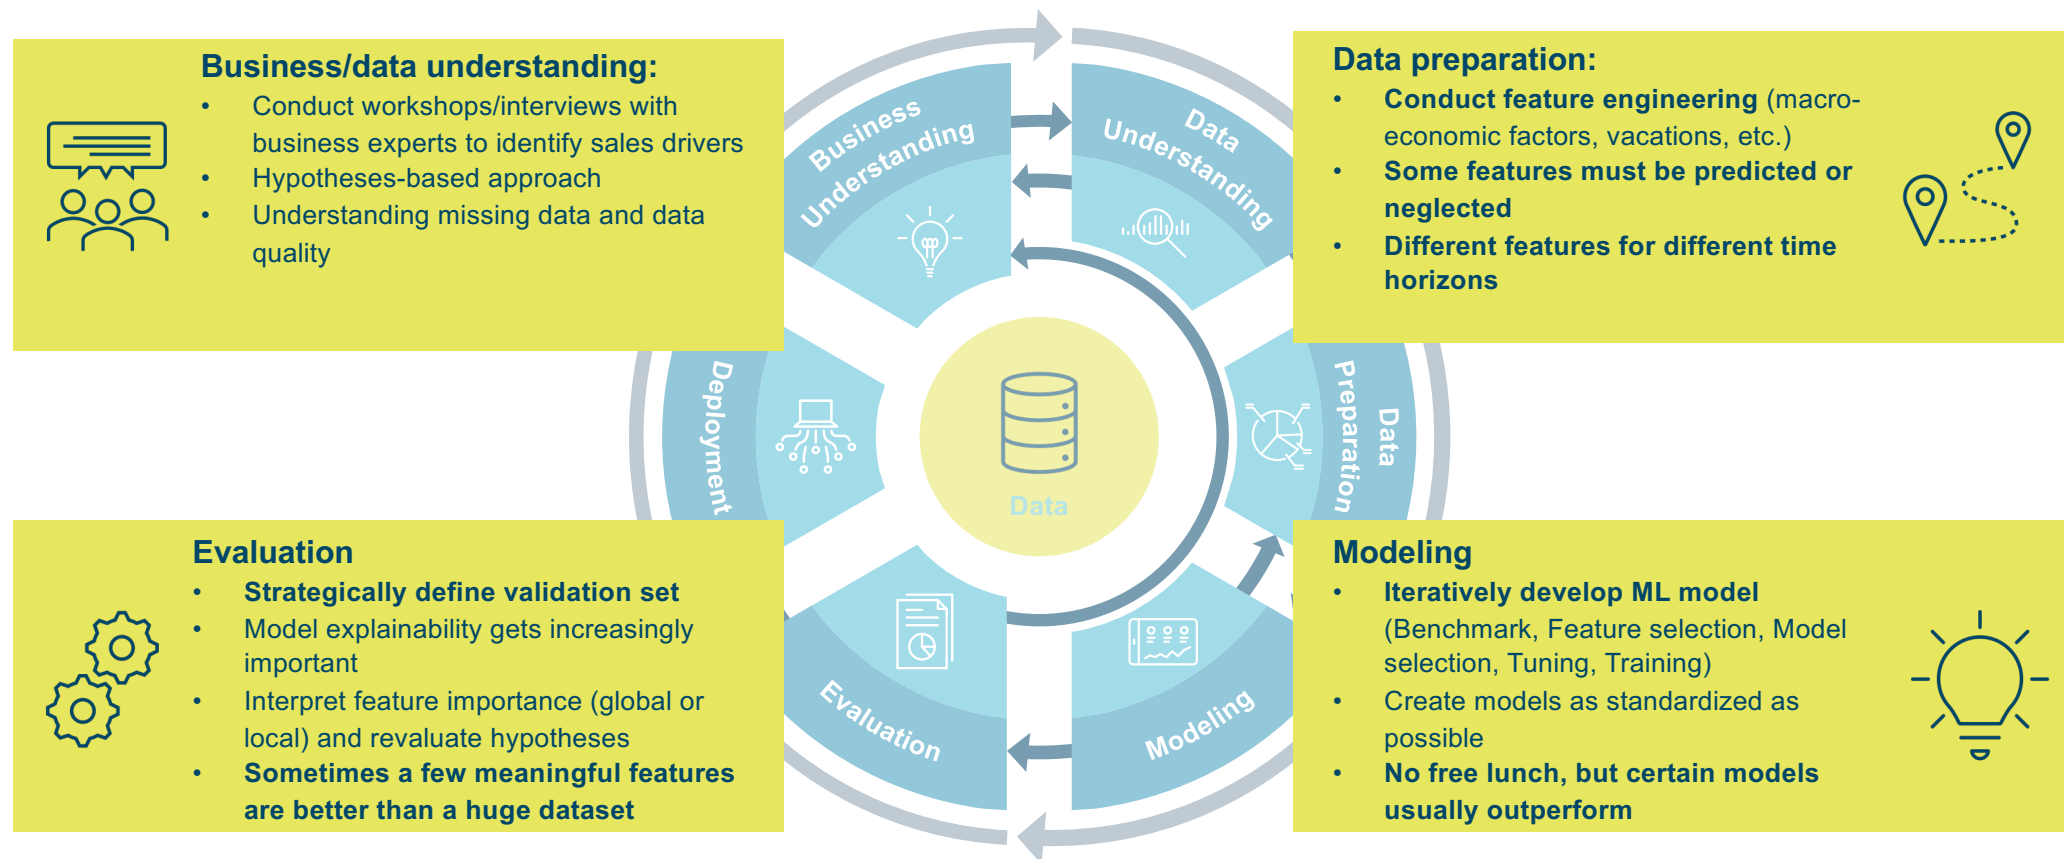 Business/data understanding:
• Conduct workshops/interviews with
business experts to identify sales drivers
• Hypotheses-based approach
• Understanding missing data and data
quality
Business
Understanding
Data
Understanding
Data preparation:
• Conduct feature engineering (macro-
economic factors, vacations, etc.)
• Some features must be predicted or
neglected
• Different features for different time
horizons
Deployment
Data
Data
Preparation
Evaluation
• Strategically define validation set
• Model explainability gets increasingly
important
• Interpret feature importance (global or
local) and revaluate hypotheses
• Sometimes a few meaningful features
are better than a huge dataset
Evaluation
Modeling
Modeling
• Iteratively develop ML model
(Benchmark, Feature selection, Model
selection, Tuning, Training)
• Create models as standardized as
possible
• No free lunch, but certain models
usually outperform